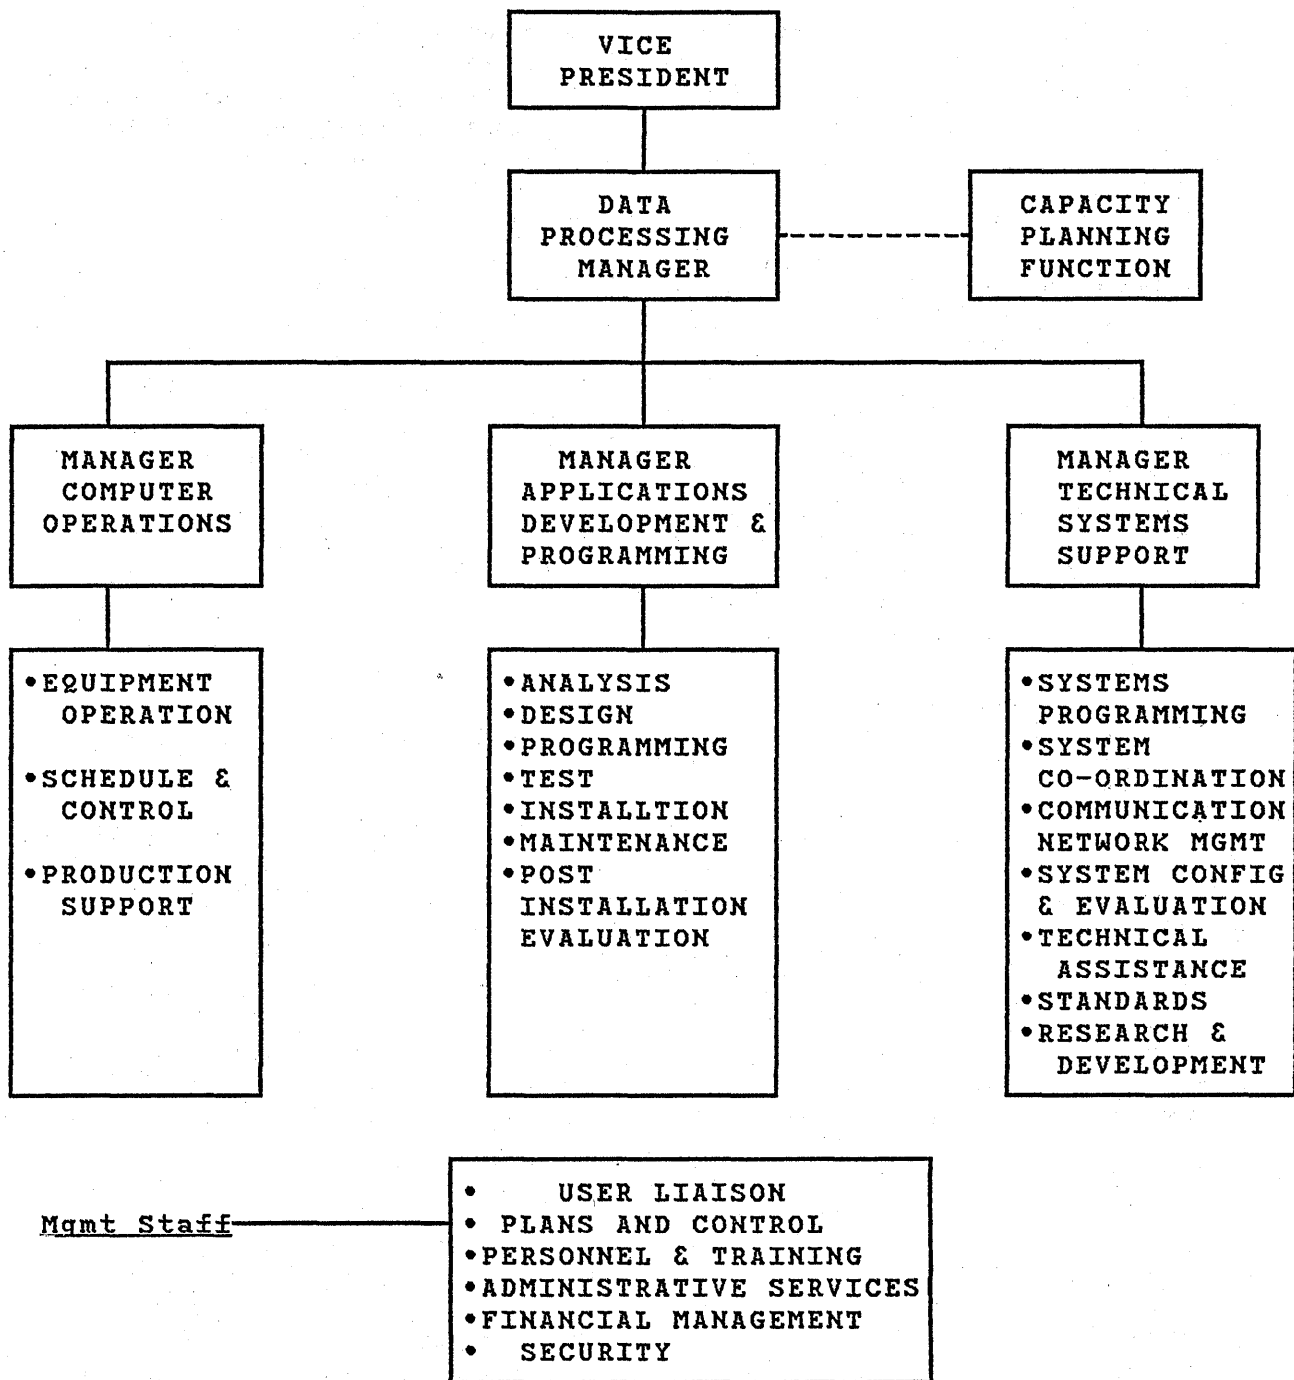 VICE
PRESIDENT
DATA
PROCESSING
MANAGER
CAPACITY
PLANNING
FUNCTION
MANAGER
COMPUTER
OPERATIONS
MANAGER
APPLICATIONS
DEVELOPMENT &
PROGRAMMING
MANAGER
TECHNICAL
SYSTEMS
SUPPORT
•EQUIPMENT
OPERATION
•SCHEDULE &
CONTROL
•PRODUCTION
SUPPORT
•ANALYSIS
•DESIGN
•PROGRAMMING
•TEST
•INSTALLTION
•MAINTENANCE
•POST
INSTALLATION
EVALUATION
•SYSTEMS
PROGRAMMING
•SYSTEM
CO-ORDINATION
•COMMUNICATION
NETWORK MGMT
•SYSTEM CONFIG
& EVALUATION
•TECHNICAL
ASSISTANCE
•STANDARDS
•RESEARCH &
DEVELOPMENT
Mgmt Staff
• USER LIAISON
• PLANS AND CONTROL
•PERSONNEL & TRAINING
•ADMINISTRATIVE SERVICES
•FINANCIAL MANAGEMENT
• SECURITY